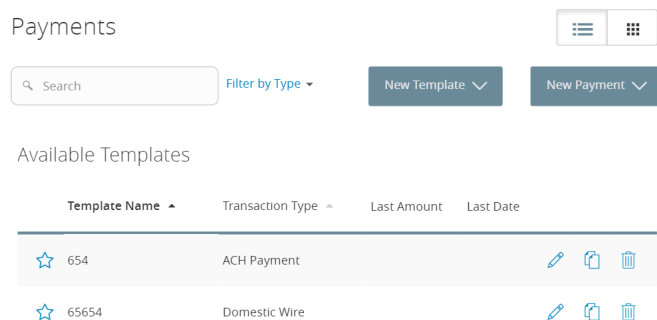 Payments
Search
Filter by Type
New Template
New Payment
Available Templates
Template Name
Transaction Type
Last Amount
Last Date
654
ACH Payment
65654
Domestic Wire